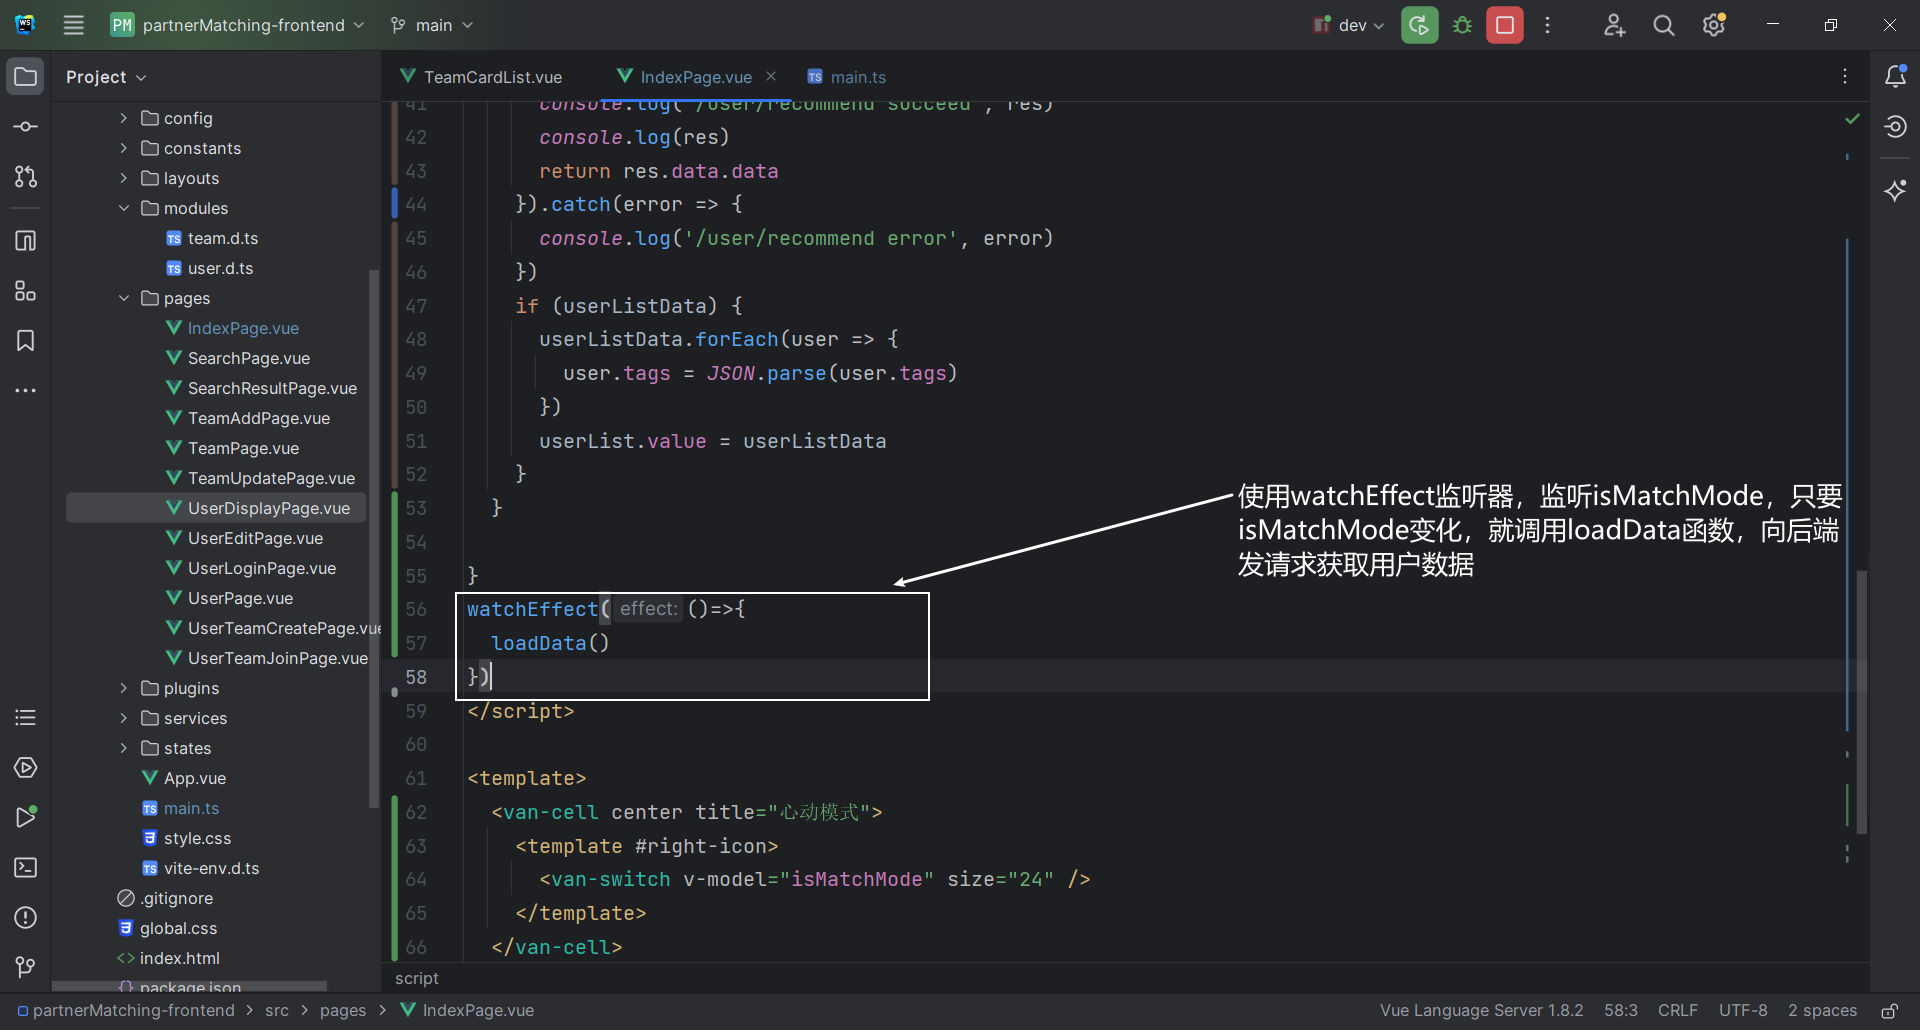 WS
PM partnerMatching-frontend
main
dev
Project
TeamCardList.vue
IndexPage.vue
main.ts
config
constants
layouts
modules
team.d.ts
user.d.ts
pages
IndexPage.vue
SearchPage.vue
SearchResultPage.vue
TeamAddPage.vue
TeamPage.vue
TeamUpdatePage.vue
UserDisplayPage.vue
UserEditPage.vue
UserLoginPage.vue
UserPage.vue
UserTeamCreatePage.vue
UserTeamJoinPage.vue
plugins
services
states
App.vue
main.ts
style.css
vite-env.d.ts
.gitignore
global.css
index.html
package.json
41 console.log('/user/recommend succeed', res)
42 console.log(res)
43 return res.data.data
44 }).catch(error => {
45 console.log('/user/recommend error', error)
46 })
47 if (userListData) {
48 userListData.forEach(user => {
49 user.tags = JSON.parse(user.tags)
50 })
51 userList.value = userListData
52 }
53 }
54
55 }
56 watchEffect( effect: ()=>{
57 loadData()
58 })
59 </script>
60
61 <template>
62 <van-cell center title="心动模式">
63 <template #right-icon>
64 <van-switch v-model="isMatchMode" size="24" />
65 </template>
66 </van-cell>
使用watchEffect监听器，监听isMatchMode，只要
isMatchMode变化，就调用loadData函数，向后端
发请求获取用户数据
script
partnerMatching-frontend > src > pages > IndexPage.vue
Vue Language Server 1.8.2 58:3 CRLF UTF-8 2 spaces